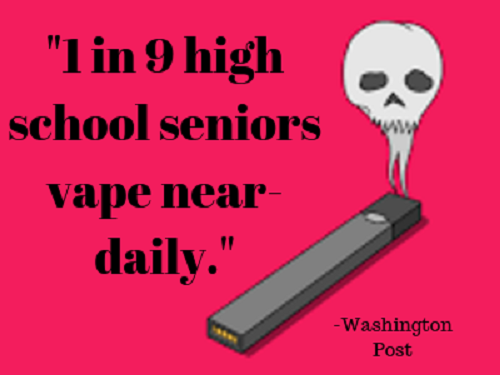 "1 in 9 high
school seniors
vape near-
daily."
-Washington
Post